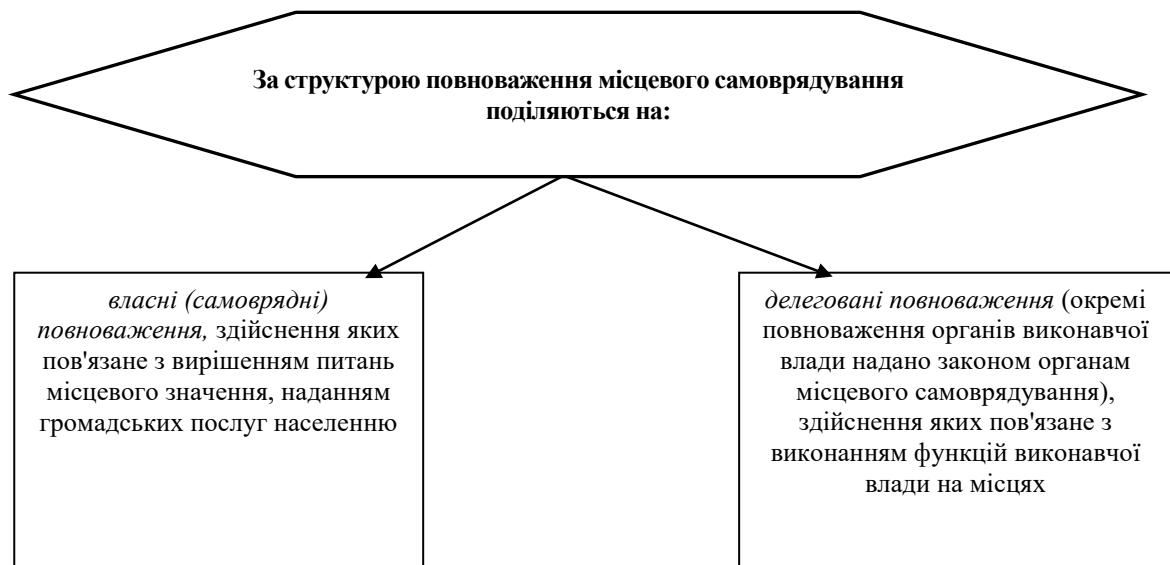 За структурою повноваження місцевого самоврядування
поділяються на:
власні (самоврядні)
повноваження, здійснення яких
пов'язане з вирішенням питань
місцевого значення, наданням
громадських послуг населенню
делеговані повноваження (окремі
повноваження органів виконавчої
влади надано законом органам
місцевого самоврядування),
здійснення яких пов'язане з
виконанням функцій виконавчої
влади на місцях